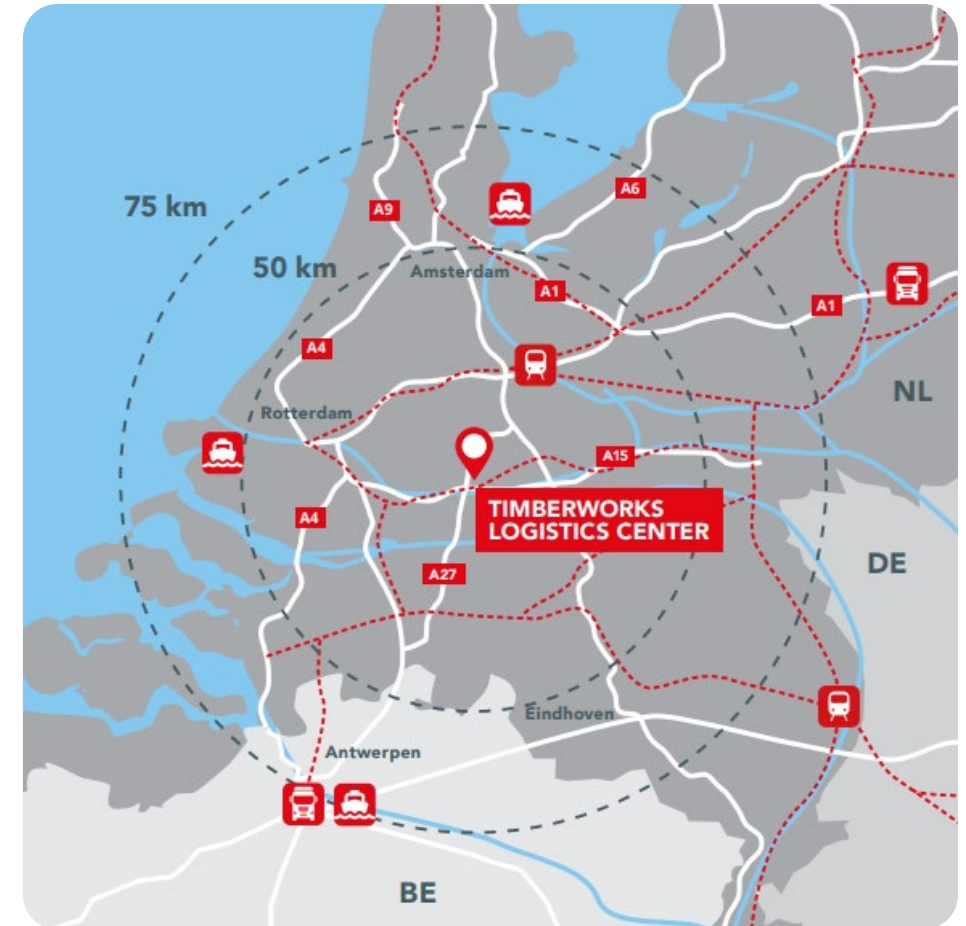 A6
75 km
A9
50 km
Amsterdam
A1
A1
A4
NL
Rotterdam
A15
TIMBERWORKS
LOGISTICS CENTER
A4
DE
A27
Eindhoven
Antwerpen
BE